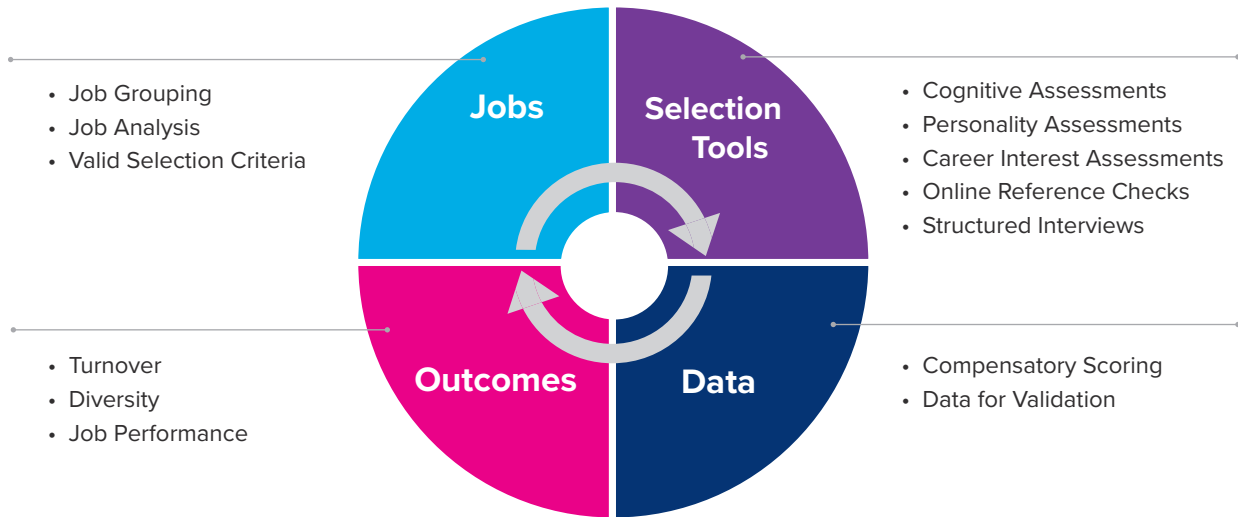 Jobs
• Job Grouping
• Job Analysis
• Valid Selection Criteria
Selection
Tools
• Cognitive Assessments
• Personality Assessments
• Career Interest Assessments
• Online Reference Checks
• Structured Interviews
Outcomes
• Turnover
• Diversity
• Job Performance
Data
• Compensatory Scoring
• Data for Validation